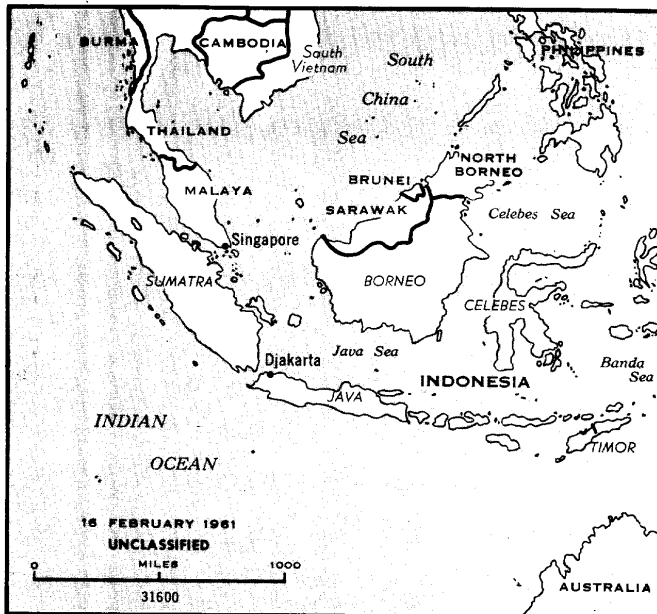 BURMA
CAMBODIA
South
Vietnam
South
China
Sea
PHILIPPINES
THAILAND
MALAYA
NORTH
BORNEO
BRUNEI
SARAWAK
Celebes Sea
Singapore
SUMATRA
BORNEO
CELEBES
Java Sea
Djakarta
INDONESIA
Banda
Sea
JAVA
INDIAN
OCEAN
TIMOR
16 FEBRUARY 1961
UNCLASSIFIED
MILES
0 1000
31600
AUSTRALIA